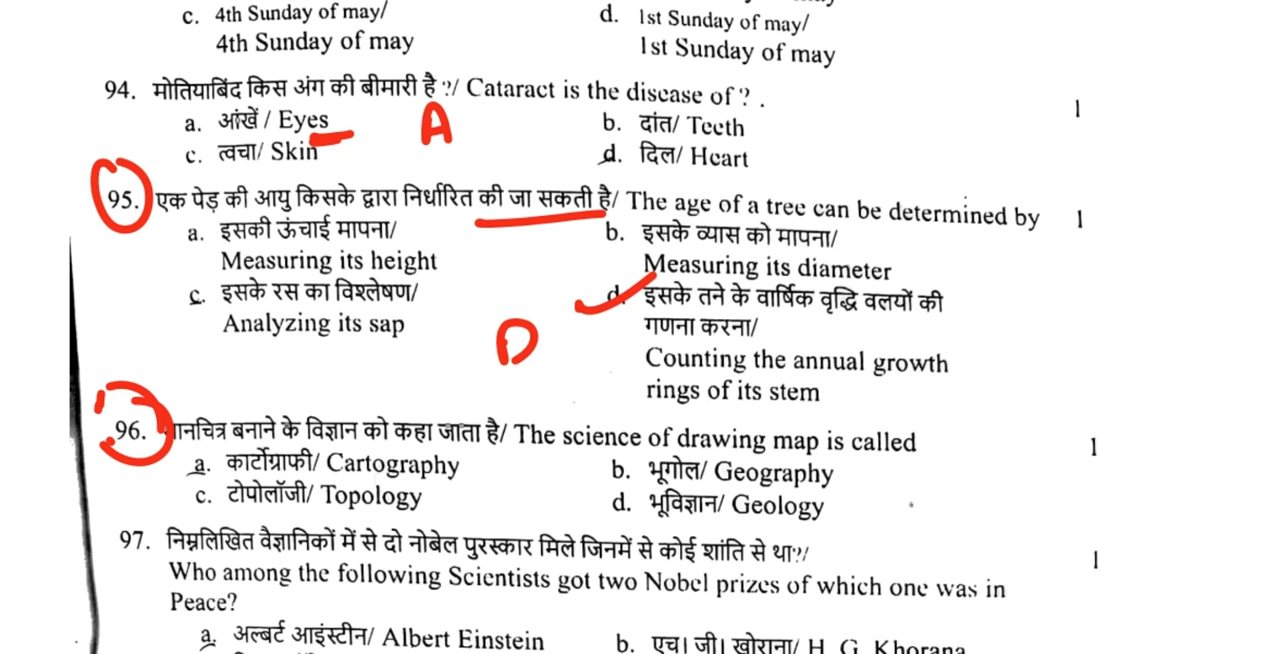 c. 4th Sunday of may/
4th Sunday of may
d. 1st Sunday of may/
1st Sunday of may
94. मोतियाबिंद किस अंग की बीमारी है ?/ Cataract is the disease of ? . 1
a. आंखें / Eyes
b. दांत/ Teeth
A
c. त्वचा/ Skin
d. दिल/ Heart
95. एक पेड़ की आयु किसके द्वारा निर्धारित की जा सकती है/ The age of a tree can be determined by 1
a. इसकी ऊंचाई मापना/
Measuring its height
b. इसके व्यास को मापना/
Measuring its diameter
c. इसके रस का विश्लेषण/
Analyzing its sap
d. इसके तने के वार्षिक वृद्धि वलयों की
गणना करना/
Counting the annual growth
rings of its stem
D
96. मानचित्र बनाने के विज्ञान को कहा जाता है/ The science of drawing map is called 1
a. कार्टोग्राफी/ Cartography
b. भूगोल/ Geography
c. टोपोलॉजी/ Topology
d. भूविज्ञान/ Geology
97. निम्नलिखित वैज्ञानिकों में से दो नोबेल पुरस्कार मिले जिनमें से कोई शांति से था?/ 1
Who among the following Scientists got two Nobel prizes of which one was in
Peace?
a. अल्बर्ट आइंस्टीन/ Albert Einstein
b. एच। जी। खोराना/ H. G. Khorana